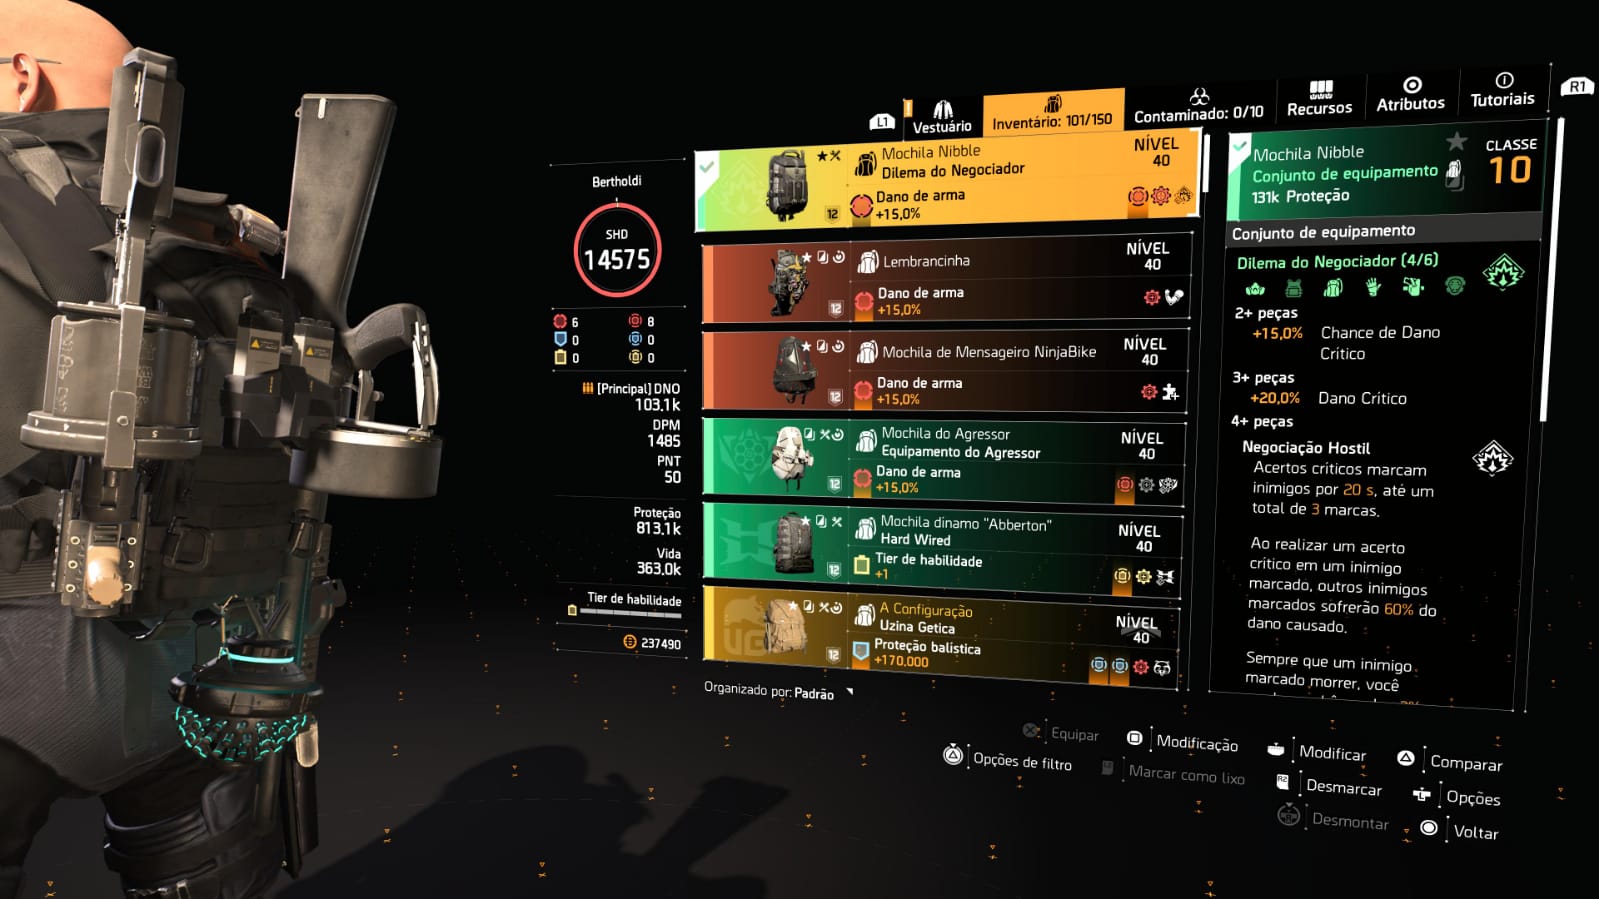 L1
Vestuário
Inventário: 101/150
Contaminado: 0/10
Recursos
Atributos
Tutoriais
R1
Bertholdi
SHD
14575
6
8
0
0
0
0
[Principal] DNO
103,1k
DPM
1485
PNT
50
Proteção
813,1k
Vida
363,0k
Tier de habilidade
237490
Mochila Nibble
Dilema do Negociador
NÍVEL
40
Dano de arma
+15,0%
12
Lembrancinha
NÍVEL
40
Dano de arma
+15,0%
12
Mochila de Mensageiro NinjaBike
NÍVEL
40
Dano de arma
+15,0%
12
Mochila do Agressor
Equipamento do Agressor
NÍVEL
40
Dano de arma
+15,0%
12
Mochila dinamo "Abberton"
Hard Wired
NÍVEL
40
Tier de habilidade
+1
12
UG
A Configuração
Uzina Getica
NÍVEL
40
Proteção balística
+170.000
12
Organizado por: Padrão
Mochila Nibble
Conjunto de equipamento
131k Proteção
CLASSE
10
Conjunto de equipamento
Dilema do Negociador (4/6)
2+ peças
+15,0% Chance de Dano
Crítico
3+ peças
+20,0% Dano Crítico
4+ peças
Negociação Hostil
Acertos críticos marcam
inimigos por 20 s, até um
total de 3 marcas.
Ao realizar um acerto
crítico em um inimigo
marcado, outros inimigos
marcados sofrerão 60% do
dano causado.
Sempre que um inimigo
marcado morrer, você
Equipar
Modificação
Modificar
Comparar
Opções de filtro
Marcar como lixo
R2
Desmarcar
Opções
Desmontar
Voltar